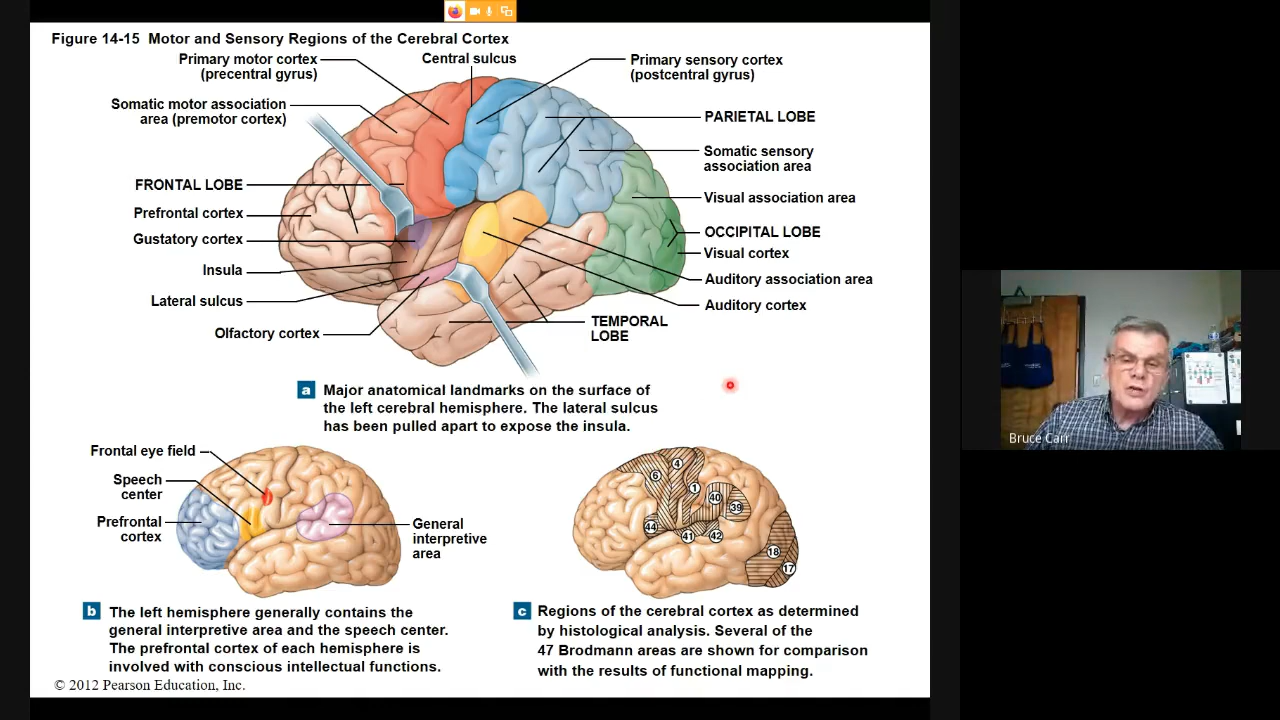 Figure 14-15 Motor and Sensory Regions of the Cerebral Cortex
Primary motor cortex
(precentral gyrus)
Central sulcus
Primary sensory cortex
(postcentral gyrus)
Somatic motor association
area (premotor cortex)
PARIETAL LOBE
Somatic sensory
association area
FRONTAL LOBE
Visual association area
Prefrontal cortex
OCCIPITAL LOBE
Gustatory cortex
Visual cortex
Insula
Auditory association area
Lateral sulcus
Auditory cortex
Olfactory cortex
TEMPORAL
LOBE
a Major anatomical landmarks on the surface of
the left cerebral hemisphere. The lateral sulcus
has been pulled apart to expose the insula.
Bruce Carr
Frontal eye field
Speech
center
Prefrontal
cortex
General
interpretive
area
4
6
1
40
39
44
41
42
18
17
b The left hemisphere generally contains the
general interpretive area and the speech center.
The prefrontal cortex of each hemisphere is
involved with conscious intellectual functions.
c Regions of the cerebral cortex as determined
by histological analysis. Several of the
47 Brodmann areas are shown for comparison
with the results of functional mapping.
© 2012 Pearson Education, Inc.